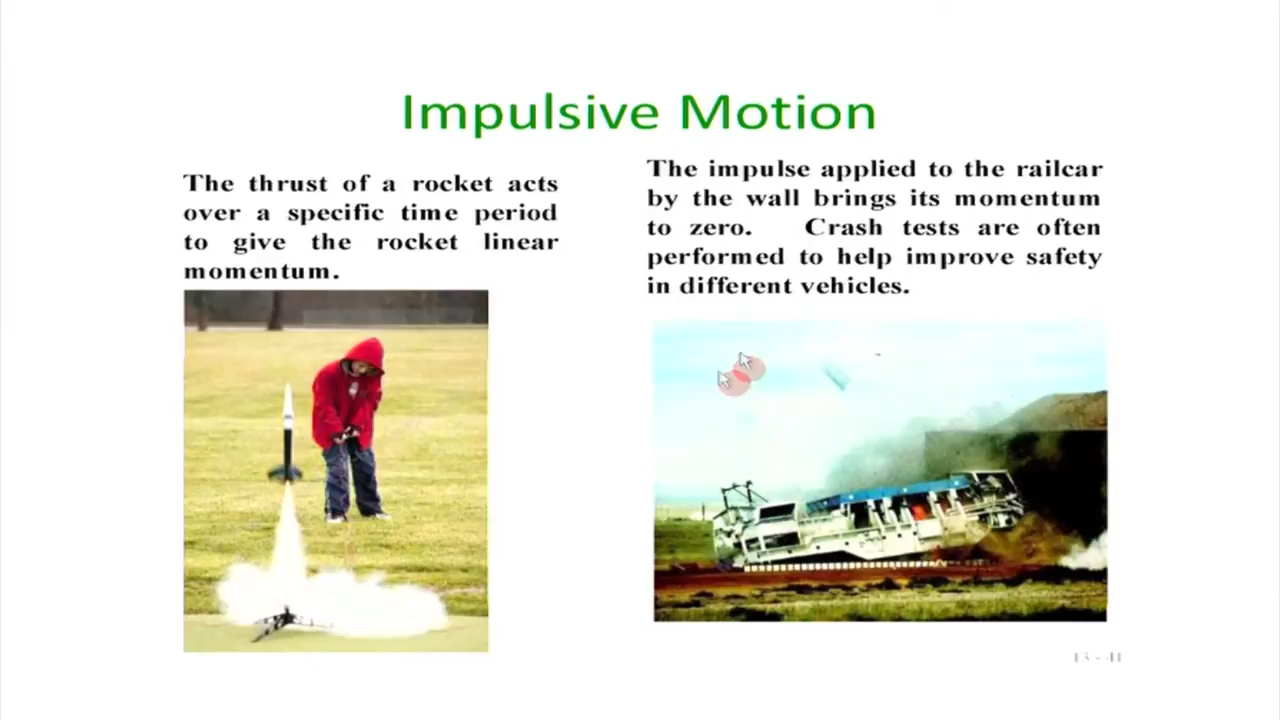 Impulsive Motion
The thrust of a rocket acts
over a specific time period
to give the rocket linear
momentum.
The impulse applied to the railcar
by the wall brings its momentum
to zero. Crash tests are often
performed to help improve safety
in different vehicles.
13 - 41